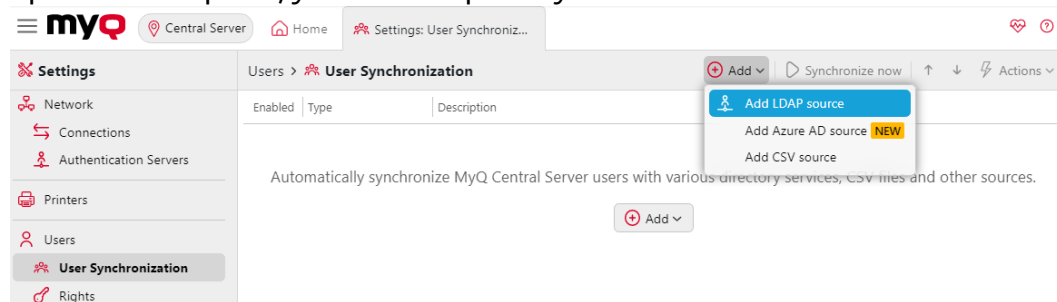 myQ Central Server Home Settings: User Synchroniz...
Settings
Users > User Synchronization
Add Synchronize now Actions
Network
Connections
Authentication Servers
Printers
Users
User Synchronization
Rights
Enabled Type Description
Add LDAP source
Add Azure AD source NEW
Add CSV source
Automatically synchronize MyQ Central Server users with various directory services, CSV files and other sources.
Add